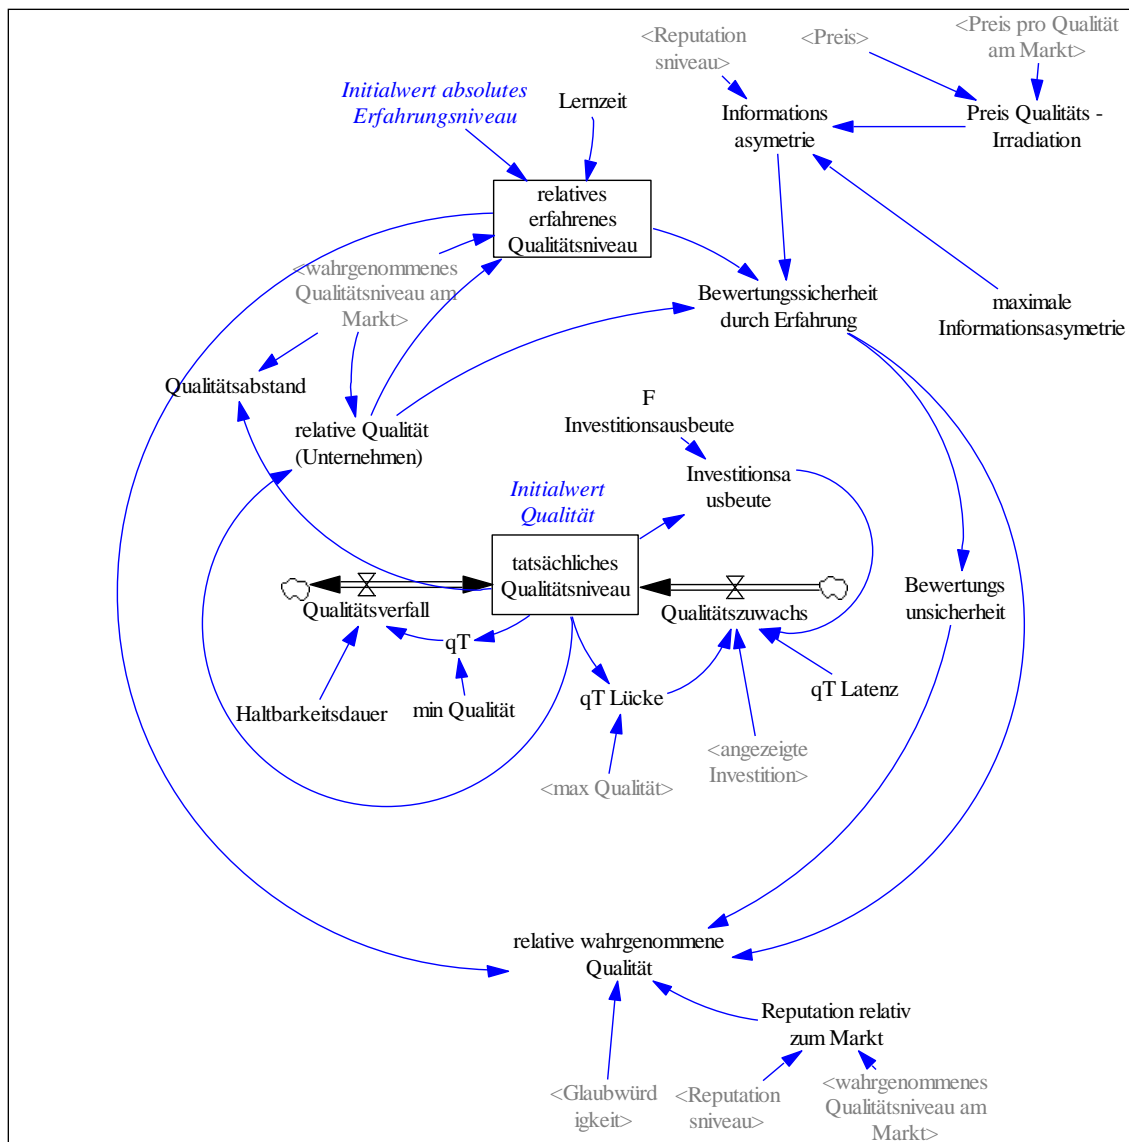 <Reputation
sniveau>
<Preis>
<Preis pro Qualität
am Markt>
Initialwert absolutes
Erfahrungsniveau
Lernzeit
Informations
asymetrie
Preis Qualitäts -
Irradiation
relatives
erfahrenes
Qualitätsniveau
<wahrgenommenes
Qualitätsniveau am
Markt>
Bewertungssicherheit
durch Erfahrung
maximale
Informationsasymetrie
Qualitätsabstand
relative Qualität
(Unternehmen)
F
Investitionsausbeute
Investitionsa
usbeute
Initialwert
Qualität
tatsächliches
Qualitätsniveau
Bewertungs
unsicherheit
Qualitätsverfall
Qualitätszuwachs
qT
Haltbarkeitsdauer
min Qualität
qT Lücke
qT Latenz
<angezeigte
Investition>
<max Qualität>
relative wahrgenommene
Qualität
Reputation relativ
zum Markt
<Glaubwürd
igkeit>
<Reputation
sniveau>
<wahrgenommenes
Qualitätsniveau am
Markt>